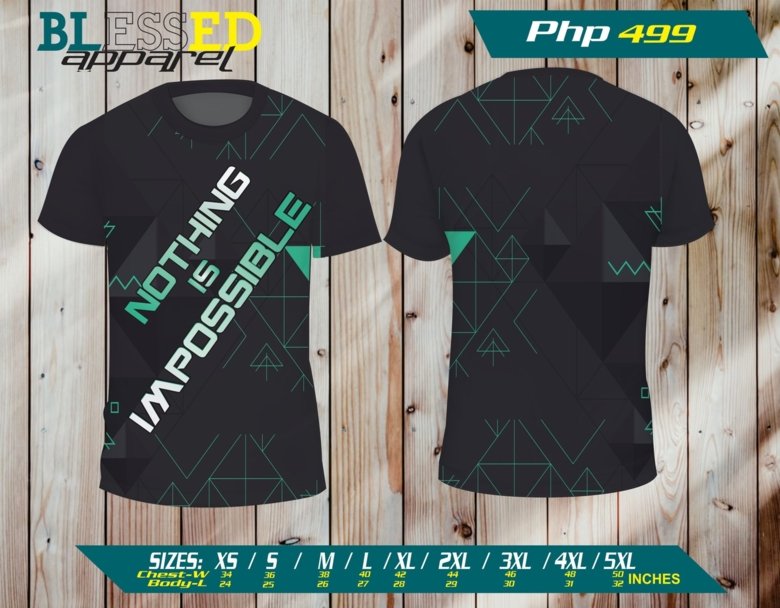 BLESSED
apparel
Php 499
NOTHING
IS
IMPOSSIBLE
SIZES: XS / S / M / L / XL / 2XL / 3XL / 4XL / 5XL
Chest-W 34 36 38 40 42 44 46 48 50
Body-L 24 25 26 27 28 29 30 31 32 INCHES